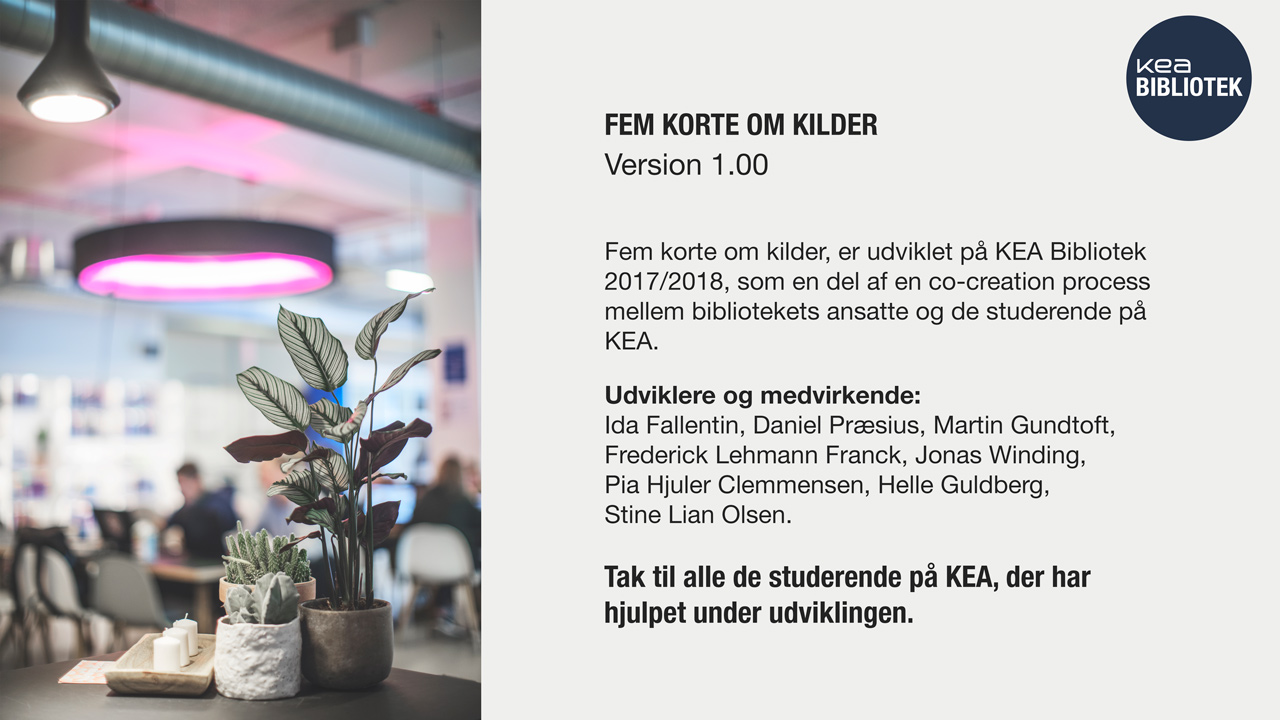 kea
BIBLIOTEK
FEM KORTE OM KILDER
Version 1.00
Fem korte om kilder, er udviklet på KEA Bibliotek
2017/2018, som en del af en co-creation process
mellem bibliotekets ansatte og de studerende på
KEA.
Udviklere og medvirkende:
Ida Fallentin, Daniel Præsius, Martin Gundtoft,
Frederick Lehmann Franck, Jonas Winding,
Pia Hjuler Clemmensen, Helle Guldberg,
Stine Lian Olsen.
Tak til alle de studerende på KEA, der har
hjulpet under udviklingen.